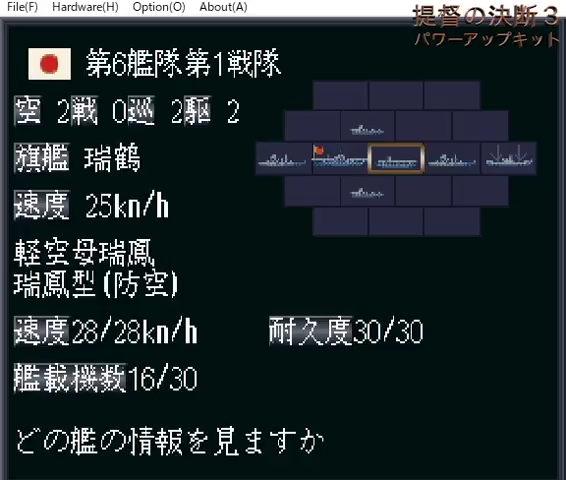 File(F) Hardware(H) Option(O) About(A)
提督の決断3
パワーアップキット
第6艦隊第1戦隊
空 2戦 0巡 2駆 2
旗艦 瑞鶴
速度 25kn/h
軽空母瑞鳳
瑞鳳型(防空)
速度28/28kn/h 耐久度30/30
艦載機数16/30
どの艦の情報を見ますか